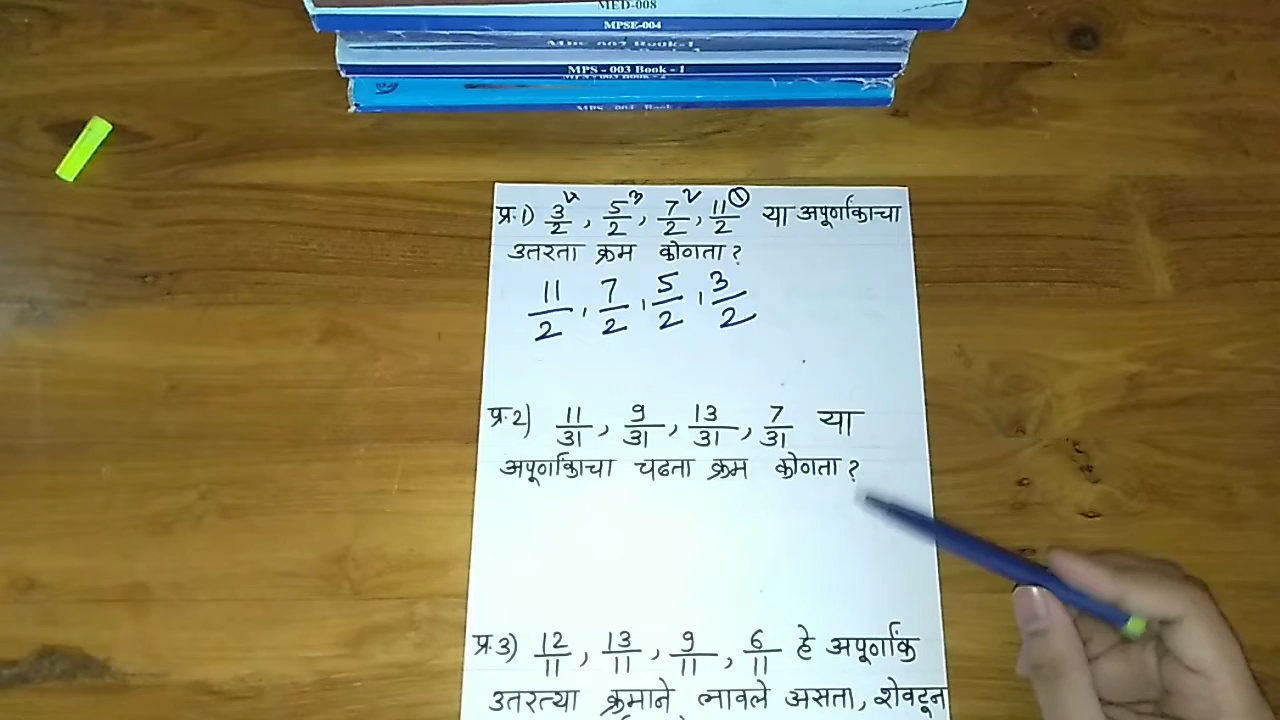 MED-008
MPSE-004
MPS - 003 Book - 1
प्र.1) 3/2, 5/2, 7/2, 11/2 या अपूर्णांकाचा
उतरता क्रम कोणता?
11/2, 7/2, 5/2, 3/2
प्र.2) 11/31, 9/31, 13/31, 7/31 या
अपूर्णांकाचा चढता क्रम कोणता?
प्र.3) 12/11, 13/11, 9/11, 6/11 हे अपूर्णांक
उतरत्या क्रमाने लावले असता, शेवटून